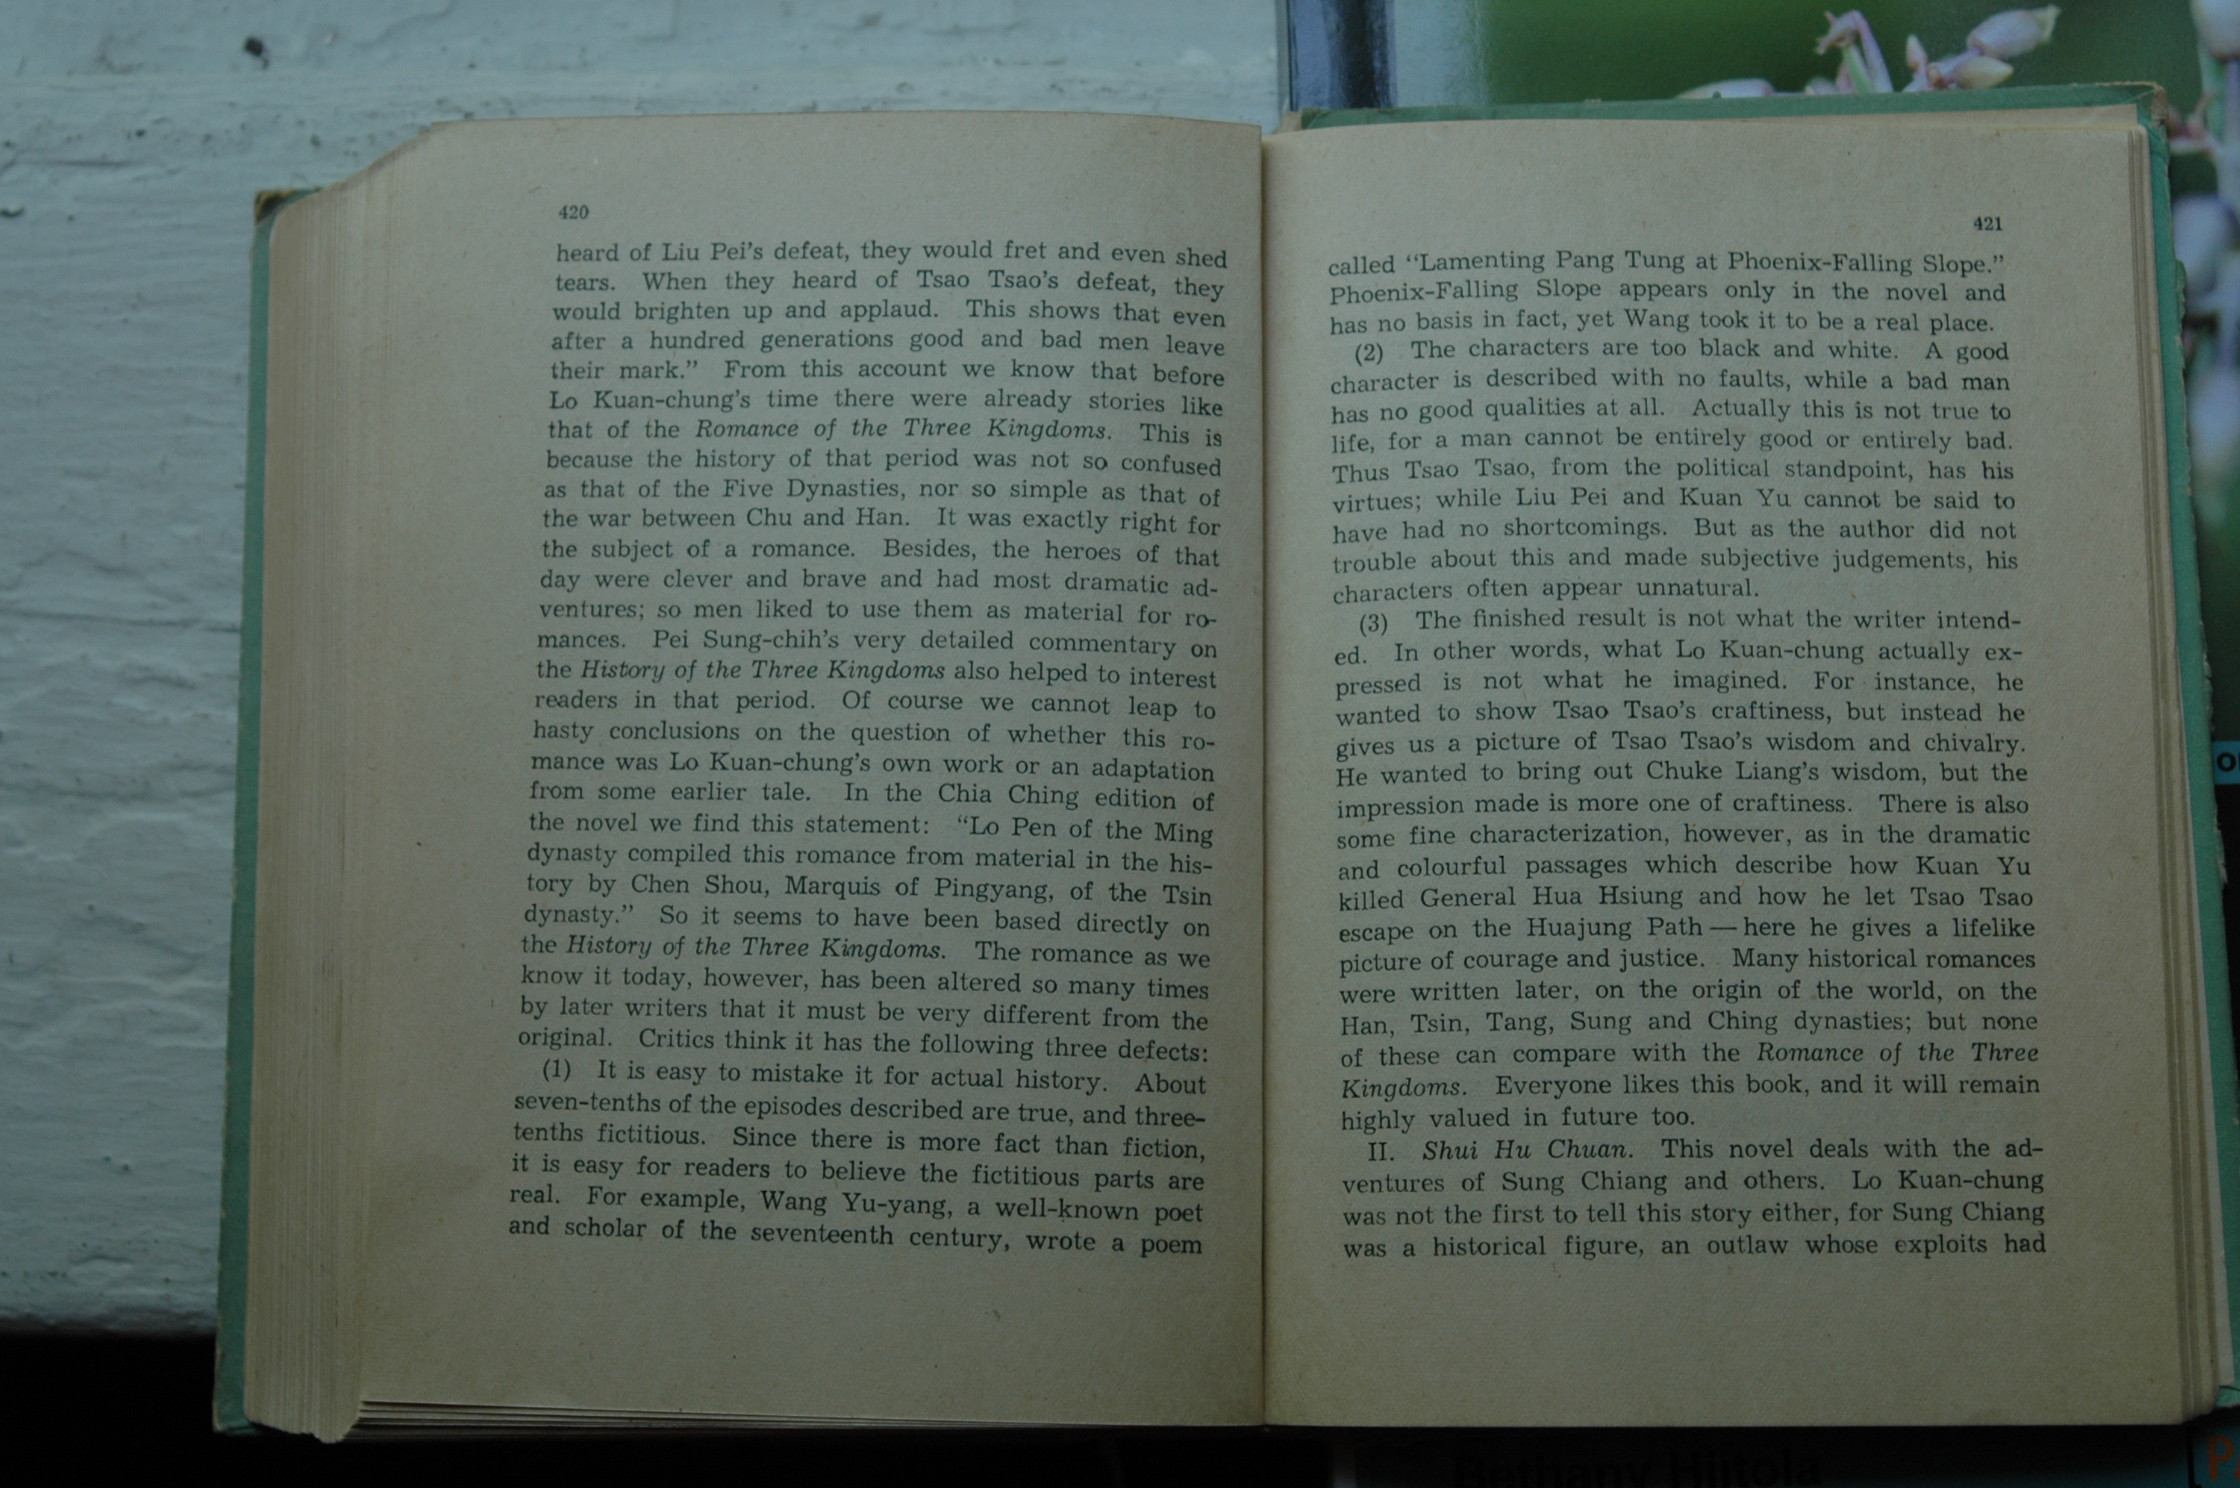 420
heard of Liu Pei's defeat, they would fret and even shed
tears. When they heard of Tsao Tsao's defeat, they
would brighten up and applaud. This shows that even
after a hundred generations good and bad men leave
their mark.” From this account we know that before
Lo Kuan-chung's time there were already stories like
that of the Romance of the Three Kingdoms. This is
because the history of that period was not so confused
as that of the Five Dynasties, nor so simple as that of
the war between Chu and Han. It was exactly right for
the subject of a romance. Besides, the heroes of that
day were clever and brave and had most dramatic ad-
ventures; so men liked to use them as material for ro-
mances. Pei Sung-chih's very detailed commentary on
the History of the Three Kingdoms also helped to interest
readers in that period. Of course we cannot leap to
hasty conclusions on the question of whether this ro-
mance was Lo Kuan-chung's own work or an adaptation
from some earlier tale. In the Chia Ching edition of
the novel we find this statement: “Lo Pen of the Ming
dynasty compiled this romance from material in the his-
tory by Chen Shou, Marquis of Pingyang, of the Tsin
dynasty.” So it seems to have been based directly on
the History of the Three Kingdoms. The romance as we
know it today, however, has been altered so many times
by later writers that it must be very different from the
original. Critics think it has the following three defects:
(1) It is easy to mistake it for actual history. About
seven-tenths of the episodes described are true, and three-
tenths fictitious. Since there is more fact than fiction,
it is easy for readers to believe the fictitious parts are
real. For example, Wang Yu-yang, a well-known poet
and scholar of the seventeenth century, wrote a poem
421
called “Lamenting Pang Tung at Phoenix-Falling Slope.”
Phoenix-Falling Slope appears only in the novel and
has no basis in fact, yet Wang took it to be a real place.
(2) The characters are too black and white. A good
character is described with no faults, while a bad man
has no good qualities at all. Actually this is not true to
life, for a man cannot be entirely good or entirely bad.
Thus Tsao Tsao, from the political standpoint, has his
virtues; while Liu Pei and Kuan Yu cannot be said to
have had no shortcomings. But as the author did not
trouble about this and made subjective judgements, his
characters often appear unnatural.
(3) The finished result is not what the writer intend-
ed. In other words, what Lo Kuan-chung actually ex-
pressed is not what he imagined. For instance, he
wanted to show Tsao Tsao's craftiness, but instead he
gives us a picture of Tsao Tsao's wisdom and chivalry.
He wanted to bring out Chuke Liang's wisdom, but the
impression made is more one of craftiness. There is also
some fine characterization, however, as in the dramatic
and colourful passages which describe how Kuan Yu
killed General Hua Hsiung and how he let Tsao Tsao
escape on the Huajung Path — here he gives a lifelike
picture of courage and justice. Many historical romances
were written later, on the origin of the world, on the
Han, Tsin, Tang, Sung and Ching dynasties; but none
of these can compare with the Romance of the Three
Kingdoms. Everyone likes this book, and it will remain
highly valued in future too.
II. Shui Hu Chuan. This novel deals with the ad-
ventures of Sung Chiang and others. Lo Kuan-chung
was not the first to tell this story either, for Sung Chiang
was a historical figure, an outlaw whose exploits had
Bethany Hiitola